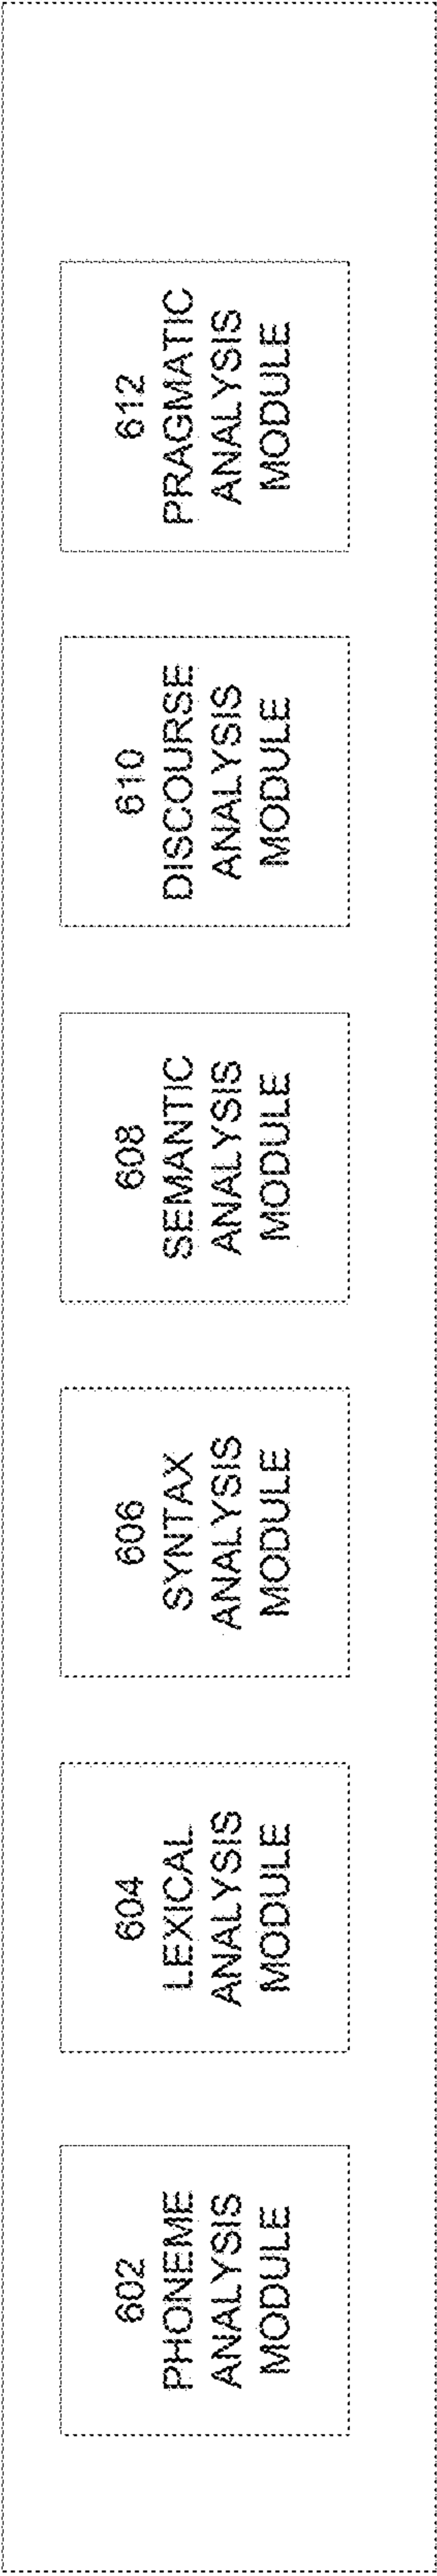 602
PHONEME
ANALYSIS
MODULE
604
LEXICAL
ANALYSIS
MODULE
606
SYNTAX
ANALYSIS
MODULE
608
SEMANTIC
ANALYSIS
MODULE
610
DISCOURSE
ANALYSIS
MODULE
612
PRAGMATIC
ANALYSIS
MODULE